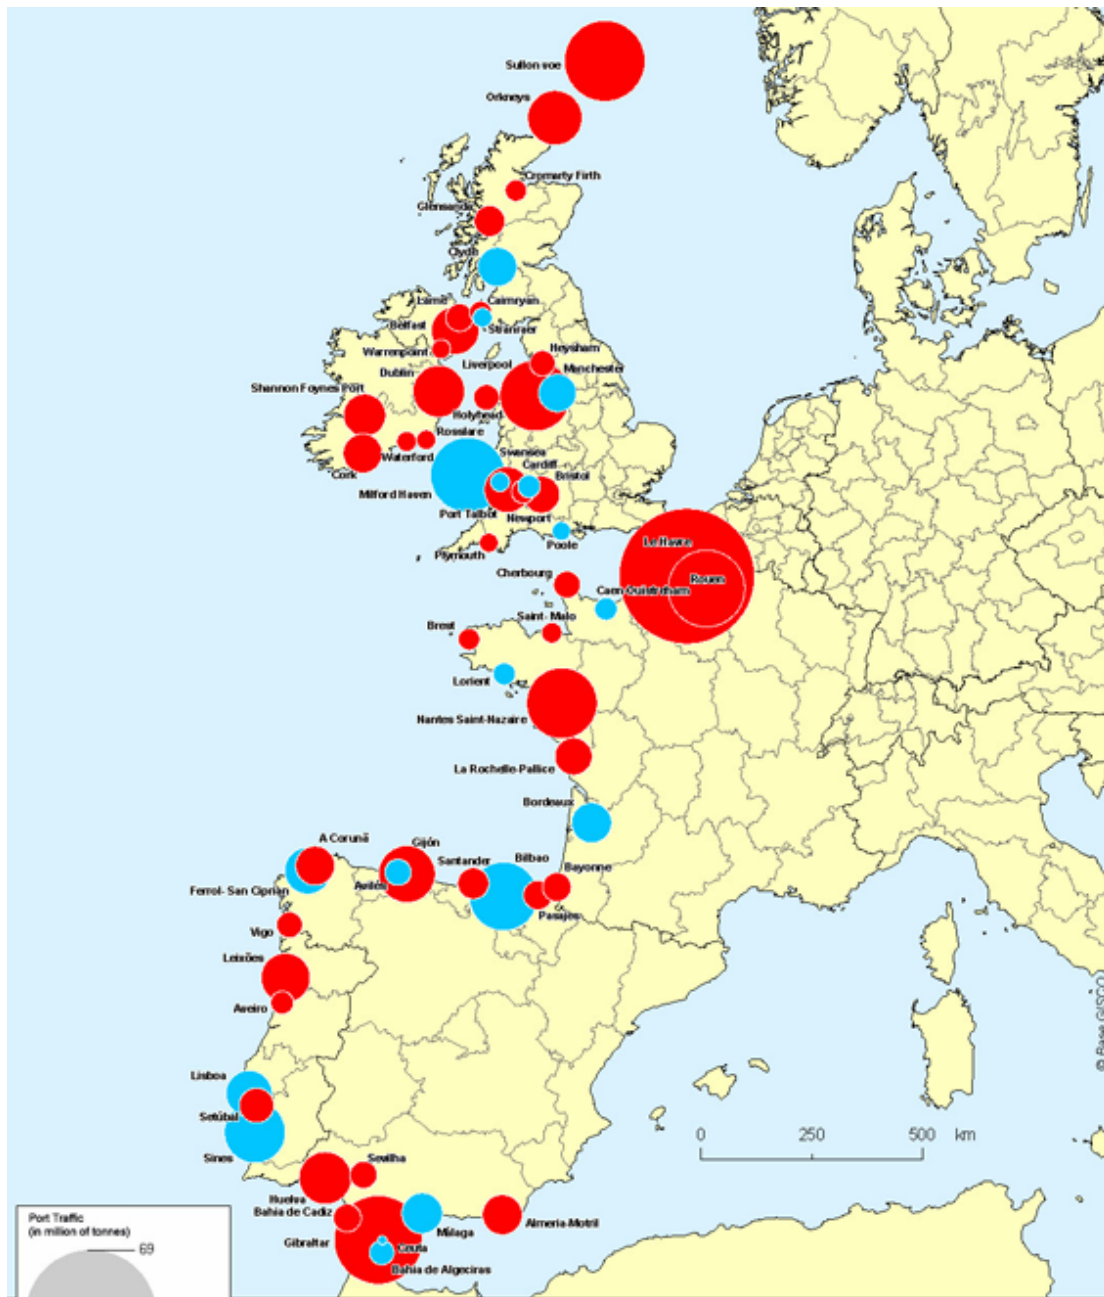 Sullon voe
Orkneys
Cromarty Firth
Glensanda
Clyde
Larne
Cairnryan
Belfast
Stranraer
Warrenpoint
Heysham
Liverpool
Manchester
Dublin
Shannon Foynes Port
Holyhead
Rosslare
Waterford
Cork
Swansea
Cardiff
Bristol
Milford Haven
Port Talbot
Newport
Plymouth
Poole
Le Havre
Rouen
Cherbourg
Caen Ouistreham
Saint- Malo
Brest
Lorient
Nantes Saint-Nazaire
La Rochelle-Pallice
Bordeaux
A Corunã
Gijón
Santander
Bilbao
Bayonne
Ferrol- San Ciprian
Aviles
Pasajes
Vigo
Leixões
Aveiro
Lisboa
Setúbal
Sines
© Base GISCO
0 250 500 km
Sevilha
Huelva
Bahia de Cadiz
Gibraltar
Málaga
Almeria-Motril
Ceuta
Bahia de Algeciras
Port Traffic
(in million of tonnes)
69